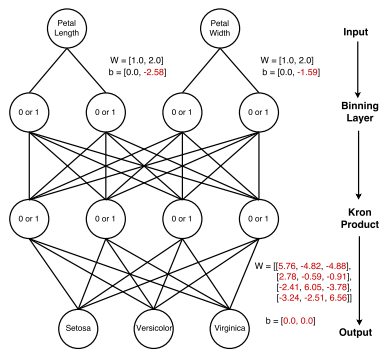 Petal
Length
Petal
Width
Input
W = [1.0, 2.0]
b = [0.0, -2.58]
W = [1.0, 2.0]
b = [0.0, -1.59]
0 or 1
0 or 1
0 or 1
0 or 1
Binning
Layer
0 or 1
0 or 1
0 or 1
0 or 1
Kron
Product
W = [[5.76, -4.82, -4.88],
[2.78, -0.59, -0.91],
[-2.41, 6.05, -3.78],
[-3.24, -2.51, 6.56]]
b = [0.0, 0.0]
Setosa
Versicolor
Virginica
Output